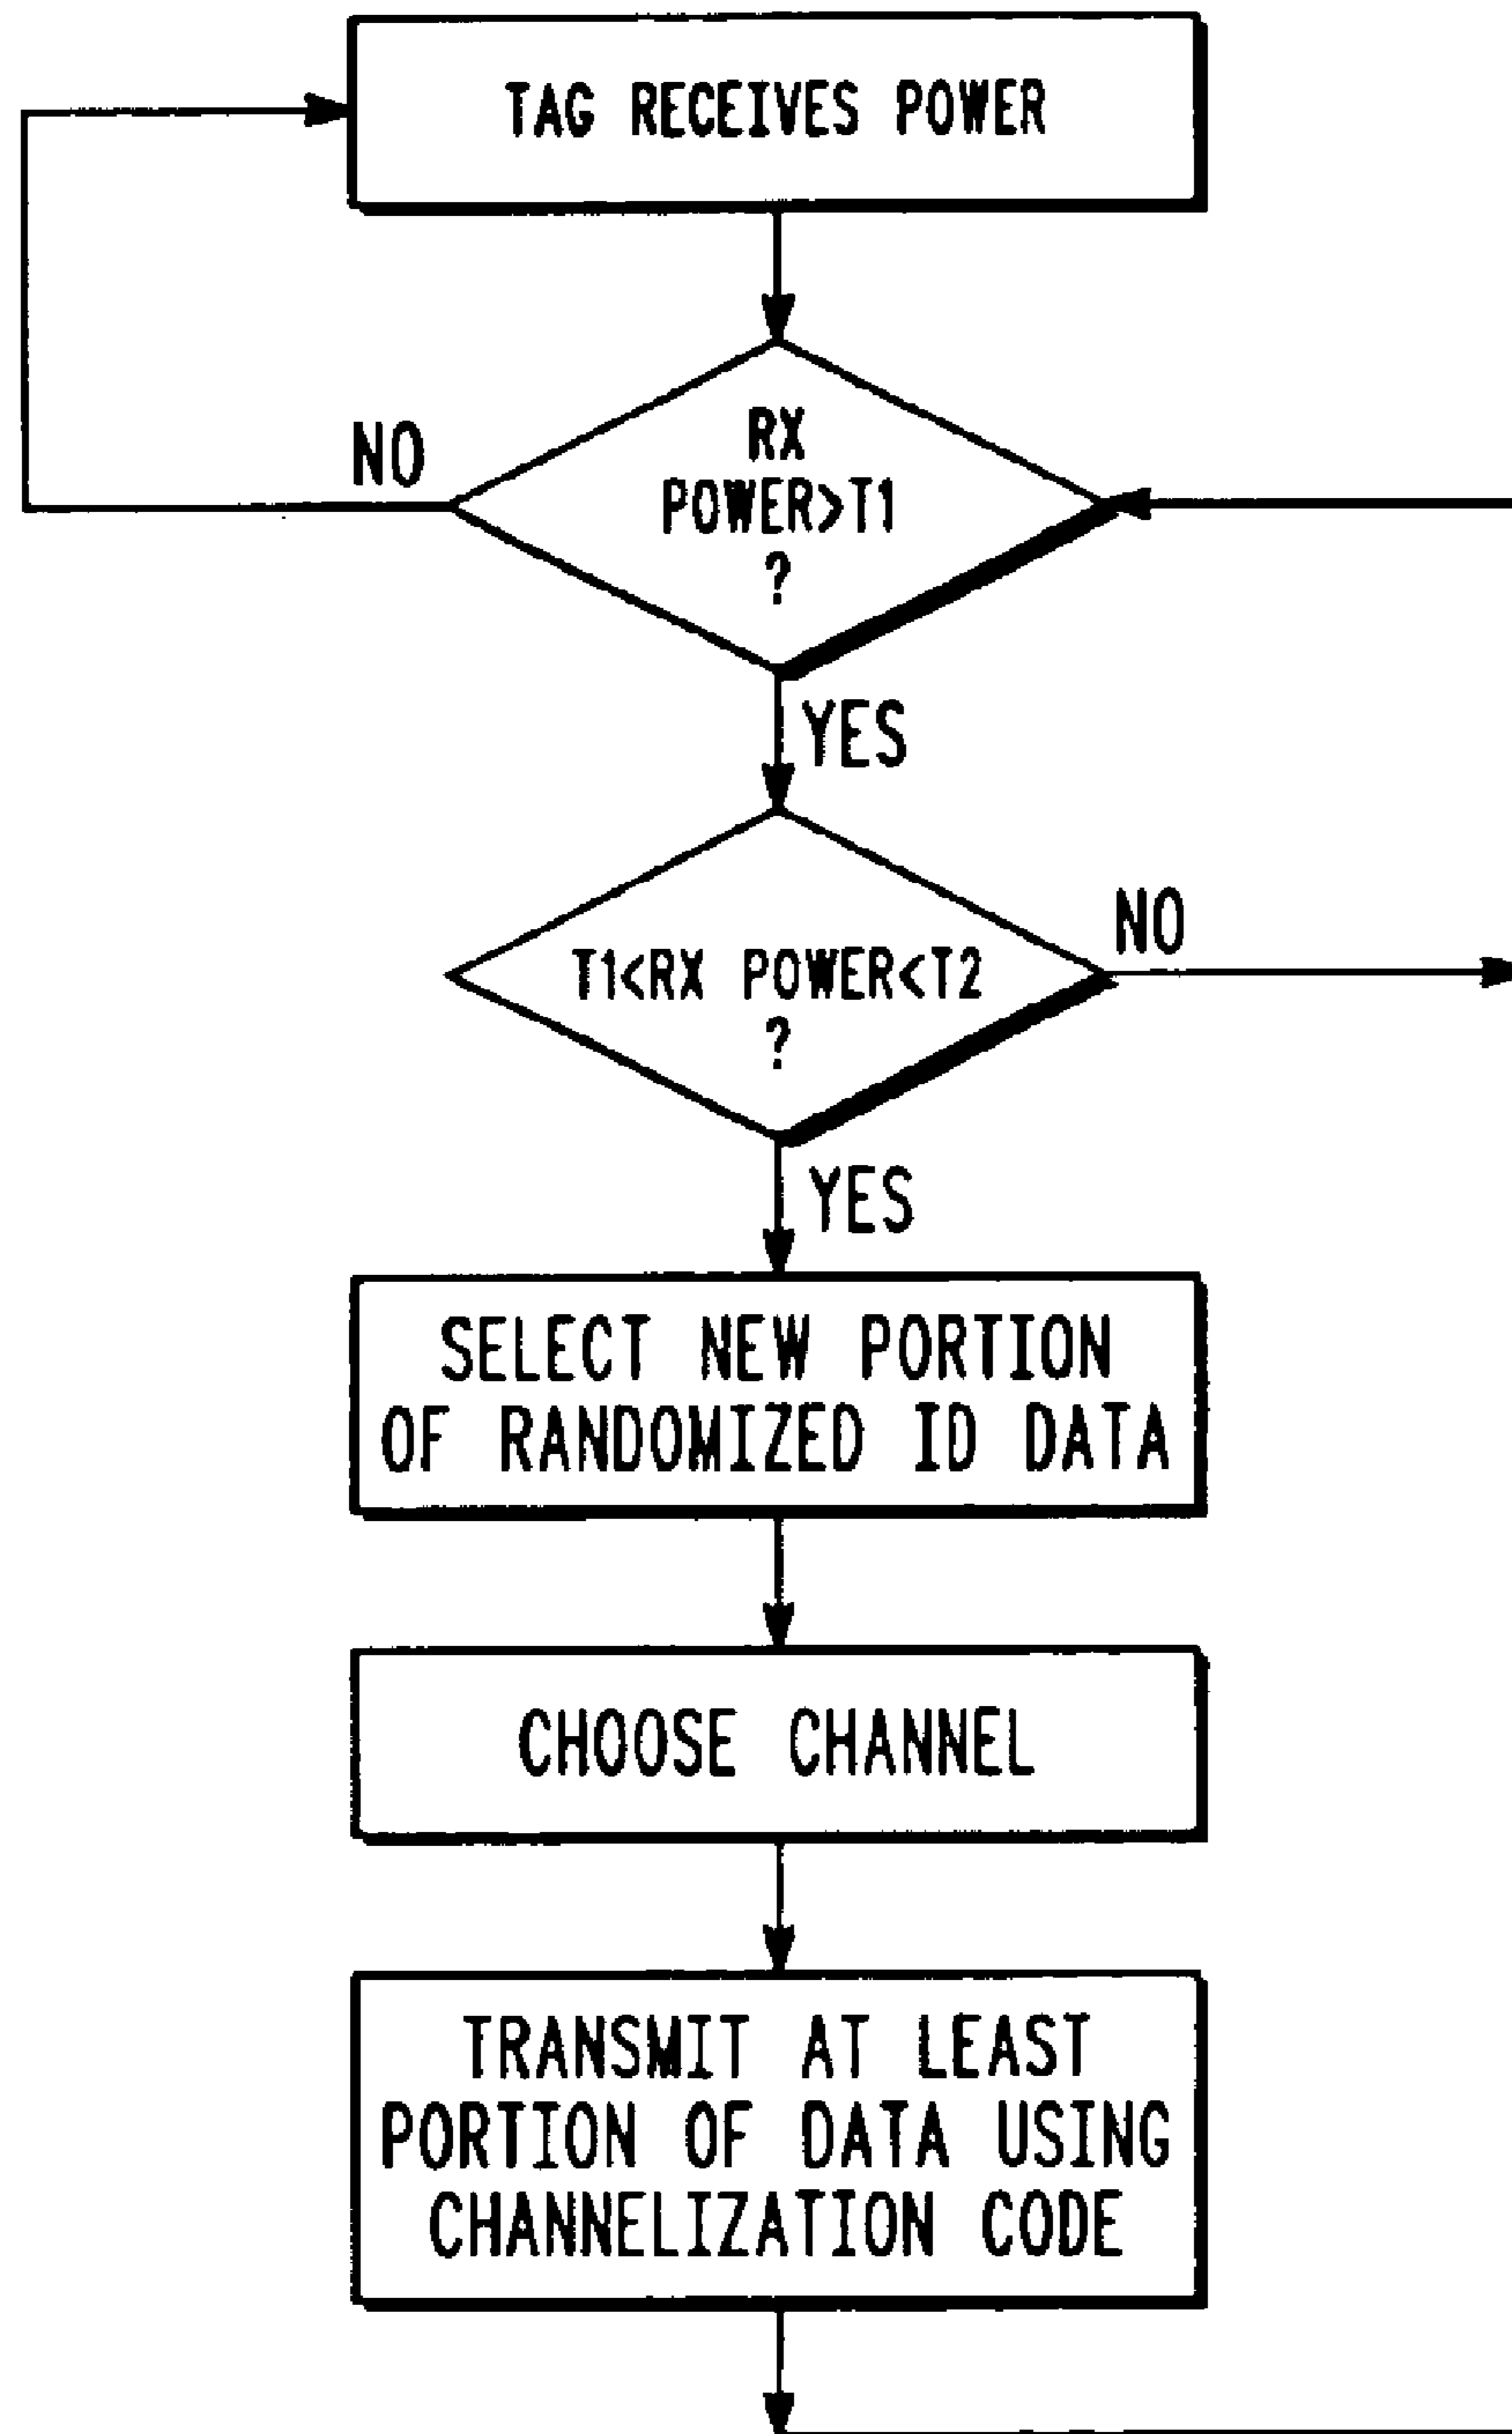 TAG RECEIVES POWER
RX
POWER>T1
?
NO
YES
T1<RX POWER<T2
?
NO
YES
SELECT NEW PORTION
OF RANDOMIZED ID DATA
CHOOSE CHANNEL
TRANSMIT AT LEAST
PORTION OF DATA USING
CHANNELIZATION CODE